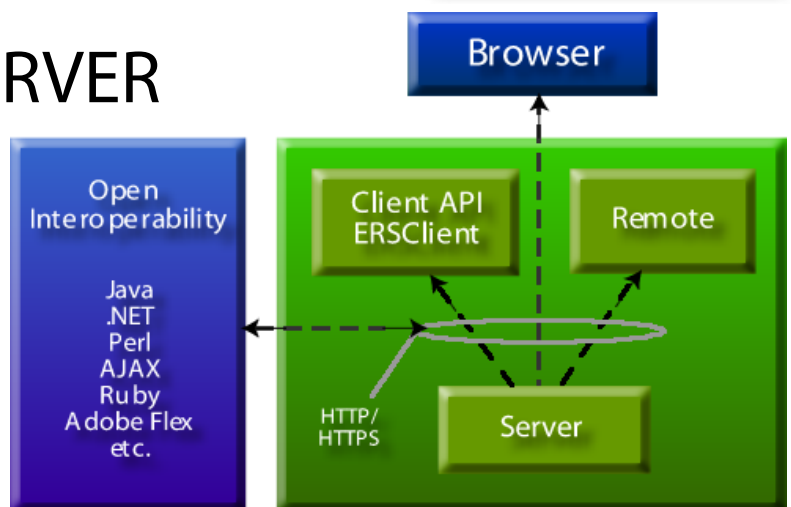 RVER
Browser
Open
Interoperability
Java
.NET
Perl
AJAX
Ruby
Adobe Flex
etc.
Client API
ERSClient
Remote
HTTP/
HTTPS
Server